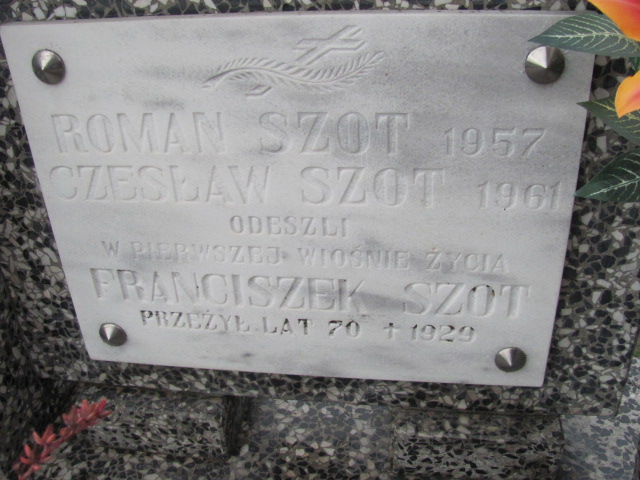 ROMAN SZOT 1957
CZESŁAW SZOT 1961
ODESZLI
W PIERWSZEJ WIOŚNIE ŻYCIA
FRANCISZEK SZOT
PRZEŻYŁ LAT 70 + 1929